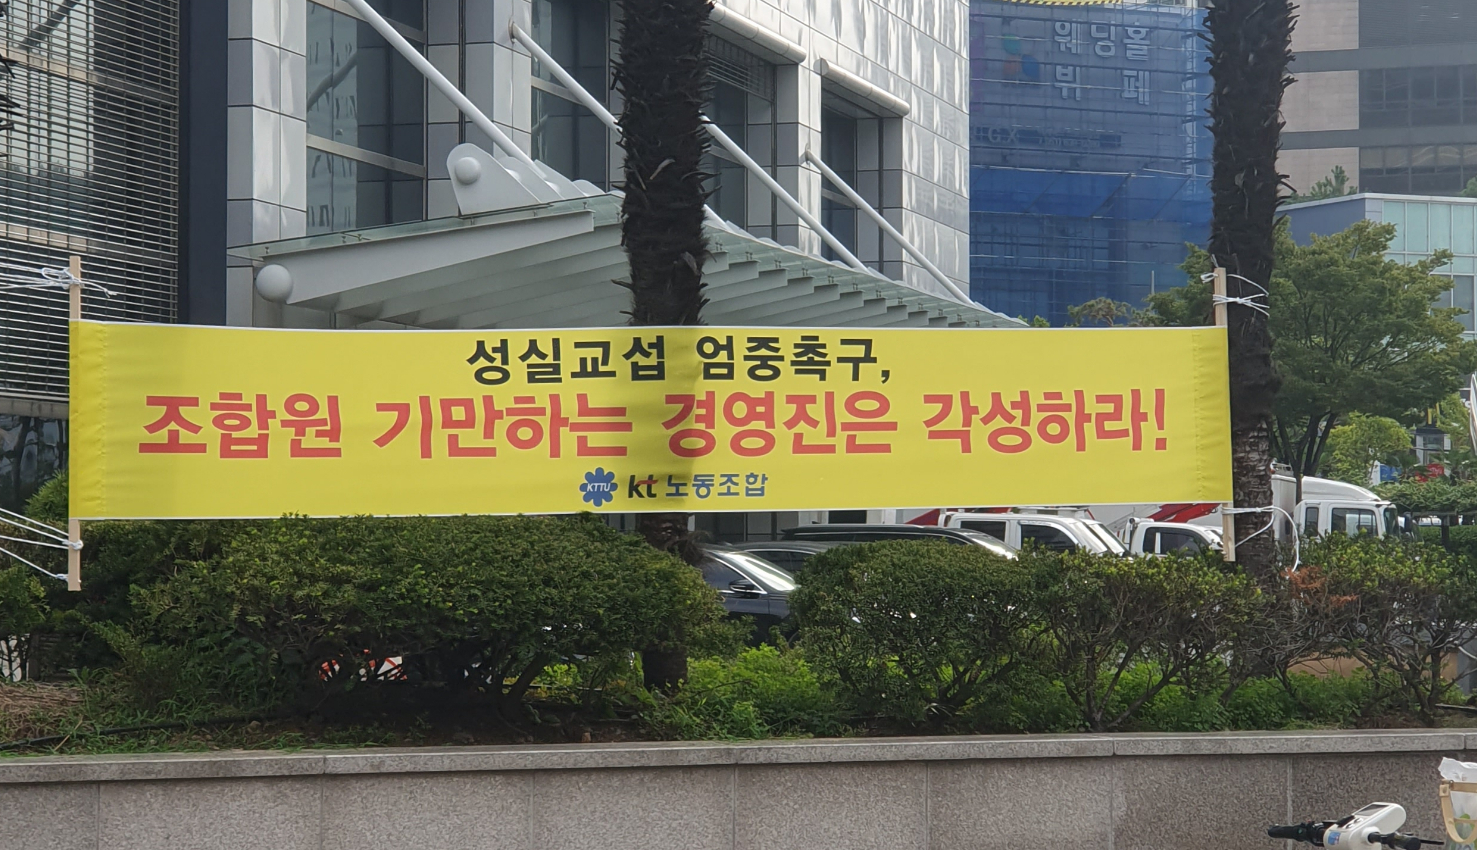 웨딩홀
뷔페
성실교섭 엄중촉구,
조합원 기만하는 경영진은 각성하라!
KTTU kt 노동조합